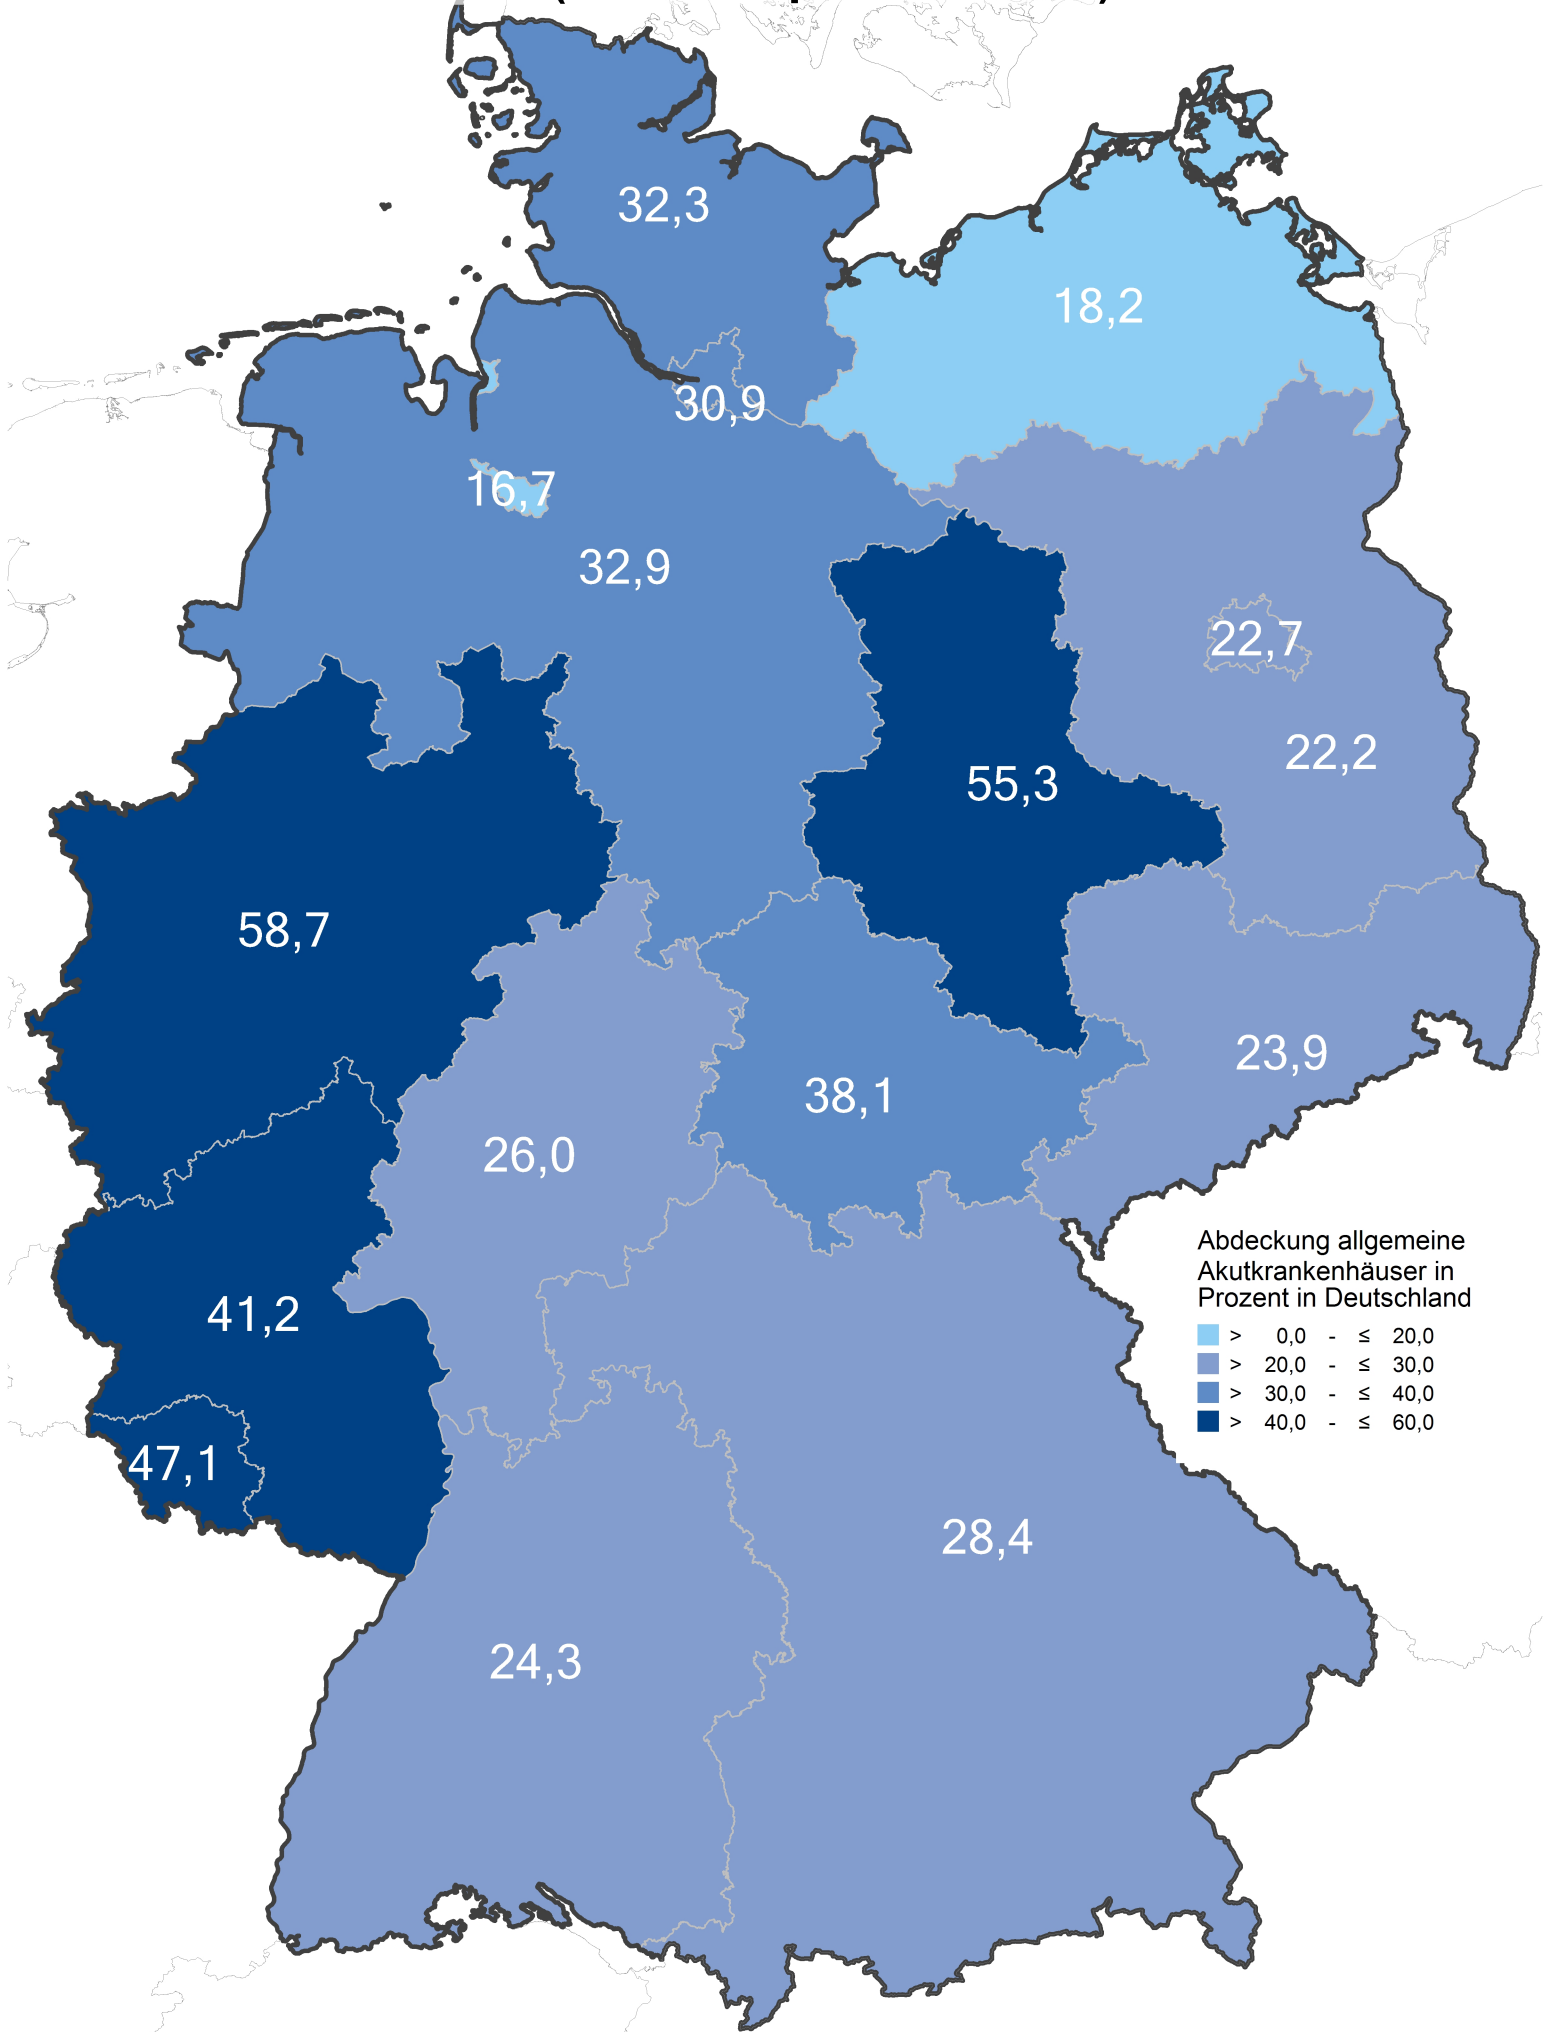 32,3
18,2
30,9
16,7
32,9
22,7
22,2
55,3
58,7
23,9
38,1
26,0
Abdeckung allgemeine
Akutkrankenhäuser in
Prozent in Deutschland
> 0,0 - ≤ 20,0
> 20,0 - ≤ 30,0
> 30,0 - ≤ 40,0
> 40,0 - ≤ 60,0
41,2
47,1
28,4
24,3